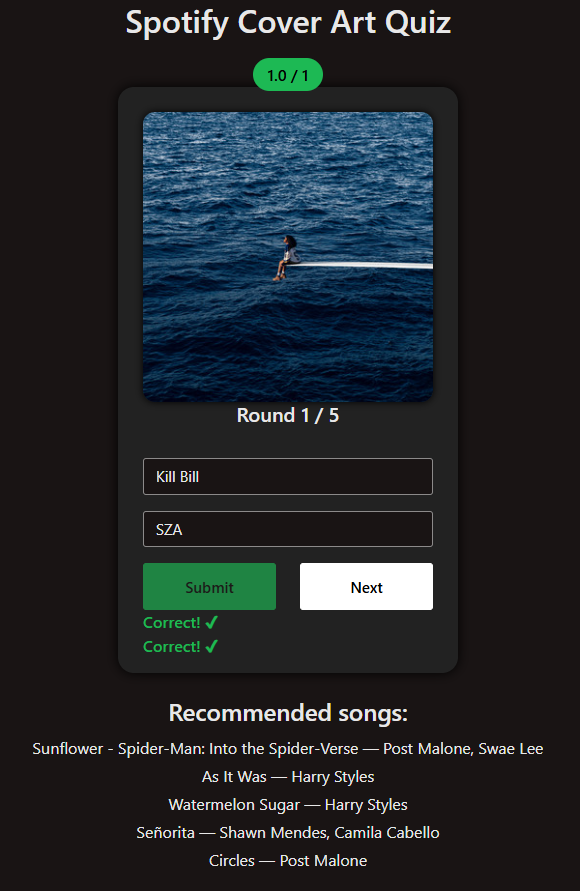 Spotify Cover Art Quiz
1.0 / 1
Round 1 / 5
Kill Bill
SZA
Submit Next
Correct! ✓
Correct! ✓
Recommended songs:
Sunflower - Spider-Man: Into the Spider-Verse — Post Malone, Swae Lee
As It Was — Harry Styles
Watermelon Sugar — Harry Styles
Señorita — Shawn Mendes, Camila Cabello
Circles — Post Malone